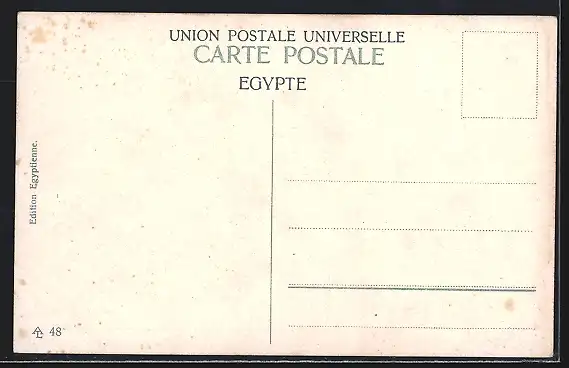 UNION POSTALE UNIVERSELLE
CARTE POSTALE
EGYPTE
Edition Egyptienne.
48